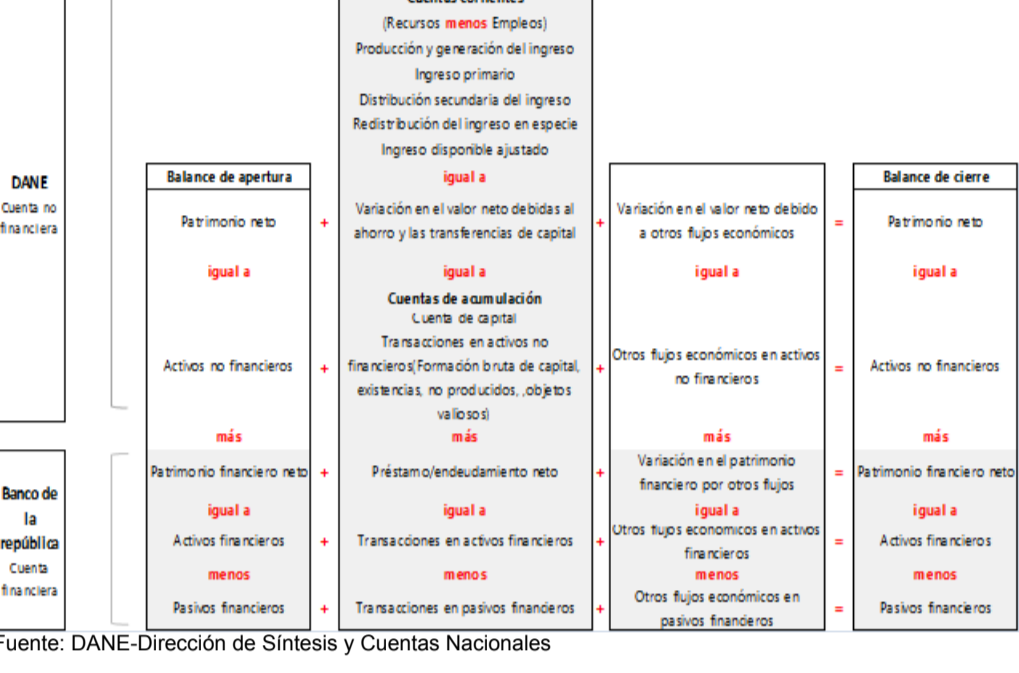 Cuentas corrientes
(Recursos menos Empleos)
Producción y generación del ingreso
Ingreso primario
Distribución secundaria del ingreso
Redistribución del ingreso en especie
Ingreso disponible ajustado
igual a
Variación en el valor neto debidas al
ahorro y las transferencias de capital
igual a
Cuentas de acumulación
Cuenta de capital
Transacciones en activos no
financieros(Formación bruta de capital,
existencias, no producidos, ,objetos
valiosos)
más
Préstamo/endeudamiento neto
igual a
Transacciones en activos financieros
menos
Transacciones en pasivos financieros
DANE
Cuenta no
financiera
Banco de
la
república
Cuenta
financiera
Balance de apertura
Patrimonio neto
igual a
Activos no financieros
más
Patrimonio financiero neto
igual a
Activos financieros
menos
Pasivos financieros
+
+
+
+
+
Variación en el valor neto debido
a otros flujos económicos
igual a
Otros flujos económicos en activos
no financieros
más
Variación en el patrimonio
financiero por otros flujos
igual a
Otros flujos económicos en activos
financieros
menos
Otros flujos económicos en
pasivos financieros
+
+
+
+
+
=
=
=
=
=
Balance de cierre
Patrimonio neto
igual a
Activos no financieros
más
Patrimonio financiero neto
igual a
Activos financieros
menos
Pasivos financieros
Fuente: DANE-Dirección de Síntesis y Cuentas Nacionales